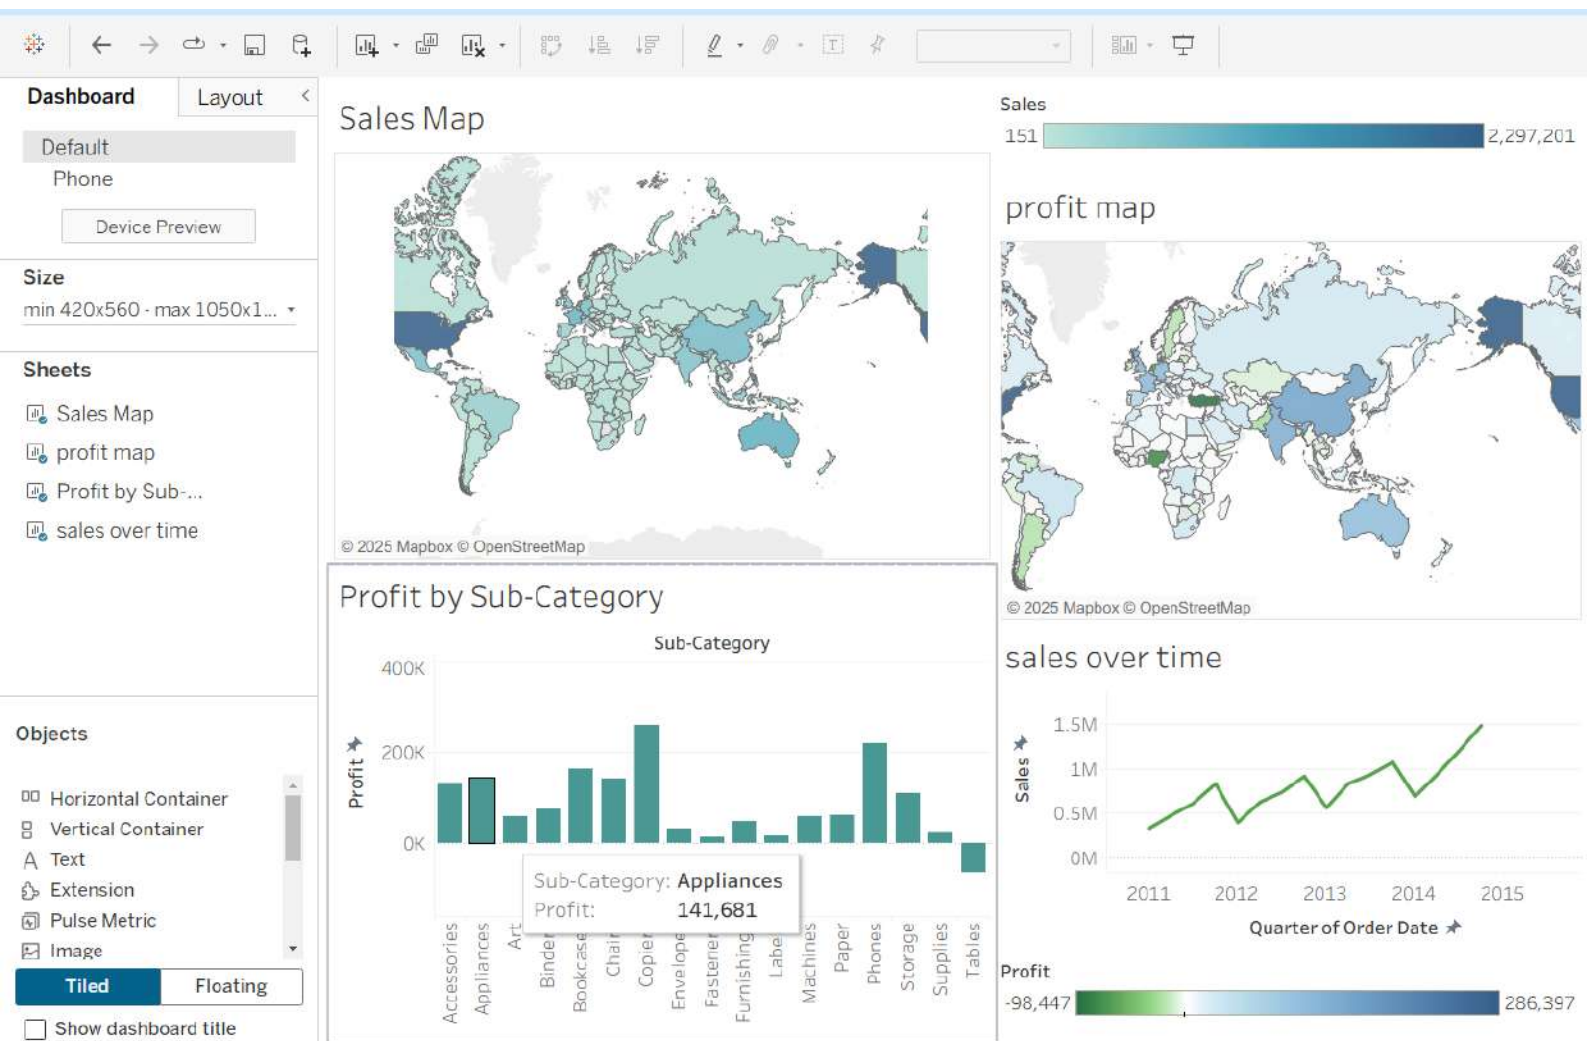 Dashboard
Layout
Default
Phone
Device Preview
Size
min 420x560 - max 1050x1...
Sheets
Sales Map
profit map
Profit by Sub-...
sales over time
Objects
Horizontal Container
Vertical Container
A Text
Extension
Pulse Metric
Image
Tiled
Floating
Show dashboard title
Sales Map
© 2025 Mapbox © OpenStreetMap
Sales
151
2,297,201
profit map
© 2025 Mapbox © OpenStreetMap
Profit by Sub-Category
Sub-Category
Profit
400K
200K
0K
Sub-Category: Appliances
Profit: 141,681
Accessories
Appliances
Art
Binder
Bookcase
Chair
Copier
Envelope
Fastener
Furnishing
Label
Machines
Paper
Phones
Storage
Supplies
Tables
sales over time
Sales
1.5M
1M
0.5M
0M
2011 2012 2013 2014 2015
Quarter of Order Date
Profit
-98,447
286,397